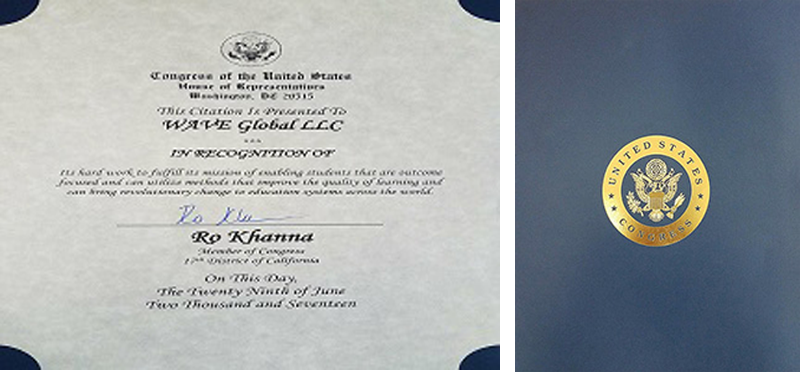 Congress of the United States
House of Representatives
Washington, DC 20515
This Citation Is Presented To
WAVE Global LLC
IN RECOGNITION OF
Its hard work to fulfill its mission of enabling students that are outcome
focused and can utilize methods that improve the quality of learning and
can bring revolutionary change in education systems across the world.
Ro Khanna
Ro Khanna
Member of Congress
17th District of California
On This Day,
The Twenty Ninth of June
Two Thousand and Seventeen
UNITED STATES
CONGRESS